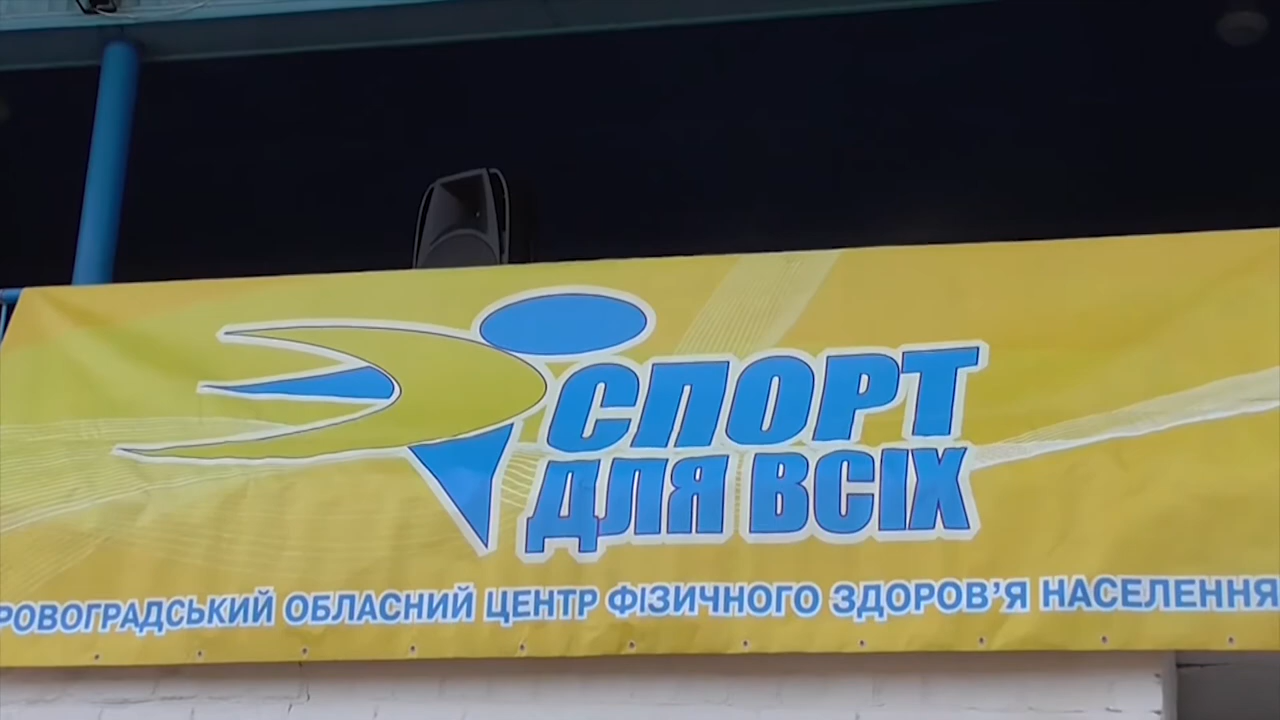 СПОРТ
ДЛЯ ВСІХ
РОВОГРАДСЬКИЙ ОБЛАСНИЙ ЦЕНТР ФІЗИЧНОГО ЗДОРОВ'Я НАСЕЛЕННЯ